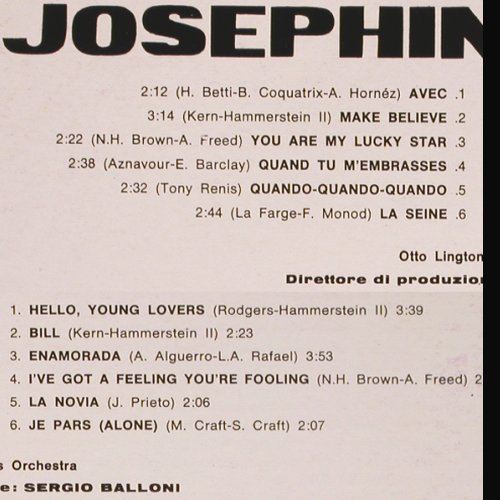 JOSEPHIN
2:12 (H. Betti-B. Coquatrix-A. Hornéz) AVEC .1
3:14 (Kern-Hammerstein II) MAKE BELIEVE .2
2:22 (N.H. Brown-A. Freed) YOU ARE MY LUCKY STAR .3
2:38 (Aznavour-E. Barclay) QUAND TU M'EMBRASSES .4
2:32 (Tony Renis) QUANDO-QUANDO-QUANDO .5
2:44 (La Farge-F. Monod) LA SEINE .6
Otto Lington
Direttore di produzion
1. HELLO, YOUNG LOVERS (Rodgers-Hammerstein II) 3:39
2. BILL (Kern-Hammerstein II) 2:23
3. ENAMORADA (A. Alguerro-L.A. Rafael) 3:53
4. I'VE GOT A FEELING YOU'RE FOOLING (N.H. Brown-A. Freed) 2
5. LA NOVIA (J. Prieto) 2:06
6. JE PARS (ALONE) (M. Craft-S. Craft) 2:07
s Orchestra
e: SERGIO BALLONI